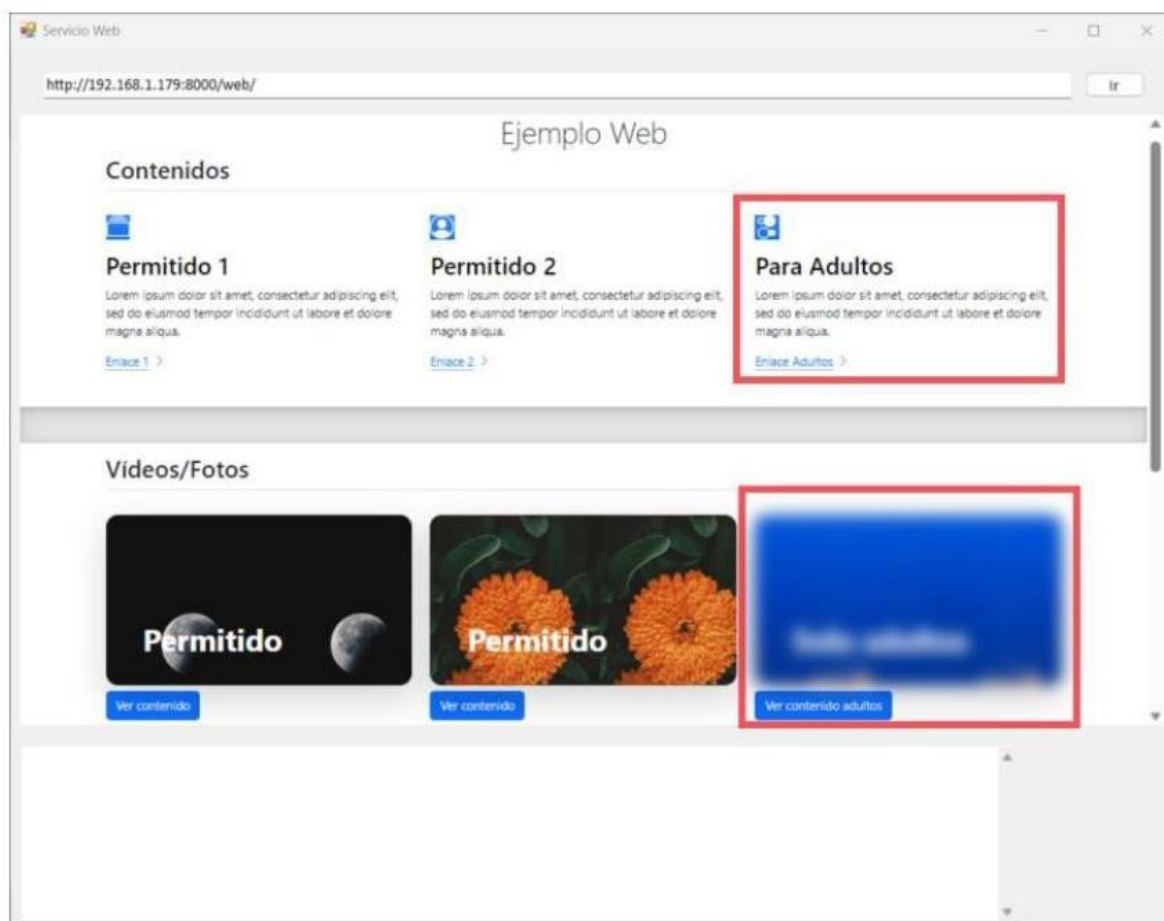 Servicio Web
http://192.168.1.179:8000/web/
Ir
Ejemplo Web
Contenidos
Permitido 1
Lorem ipsum dolor sit amet, consectetur adipiscing elit,
sed do eiusmod tempor incididunt ut labore et dolore
magna aliqua.
Enlace 1 >
Permitido 2
Lorem ipsum dolor sit amet, consectetur adipiscing elit,
sed do eiusmod tempor incididunt ut labore et dolore
magna aliqua.
Enlace 2 >
Para Adultos
Lorem ipsum dolor sit amet, consectetur adipiscing elit,
sed do eiusmod tempor incididunt ut labore et dolore
magna aliqua.
Enlace Adultos >
Vídeos/Fotos
Permitido
Ver contenido
Permitido
Ver contenido
Solo adultos
Ver contenido adultos